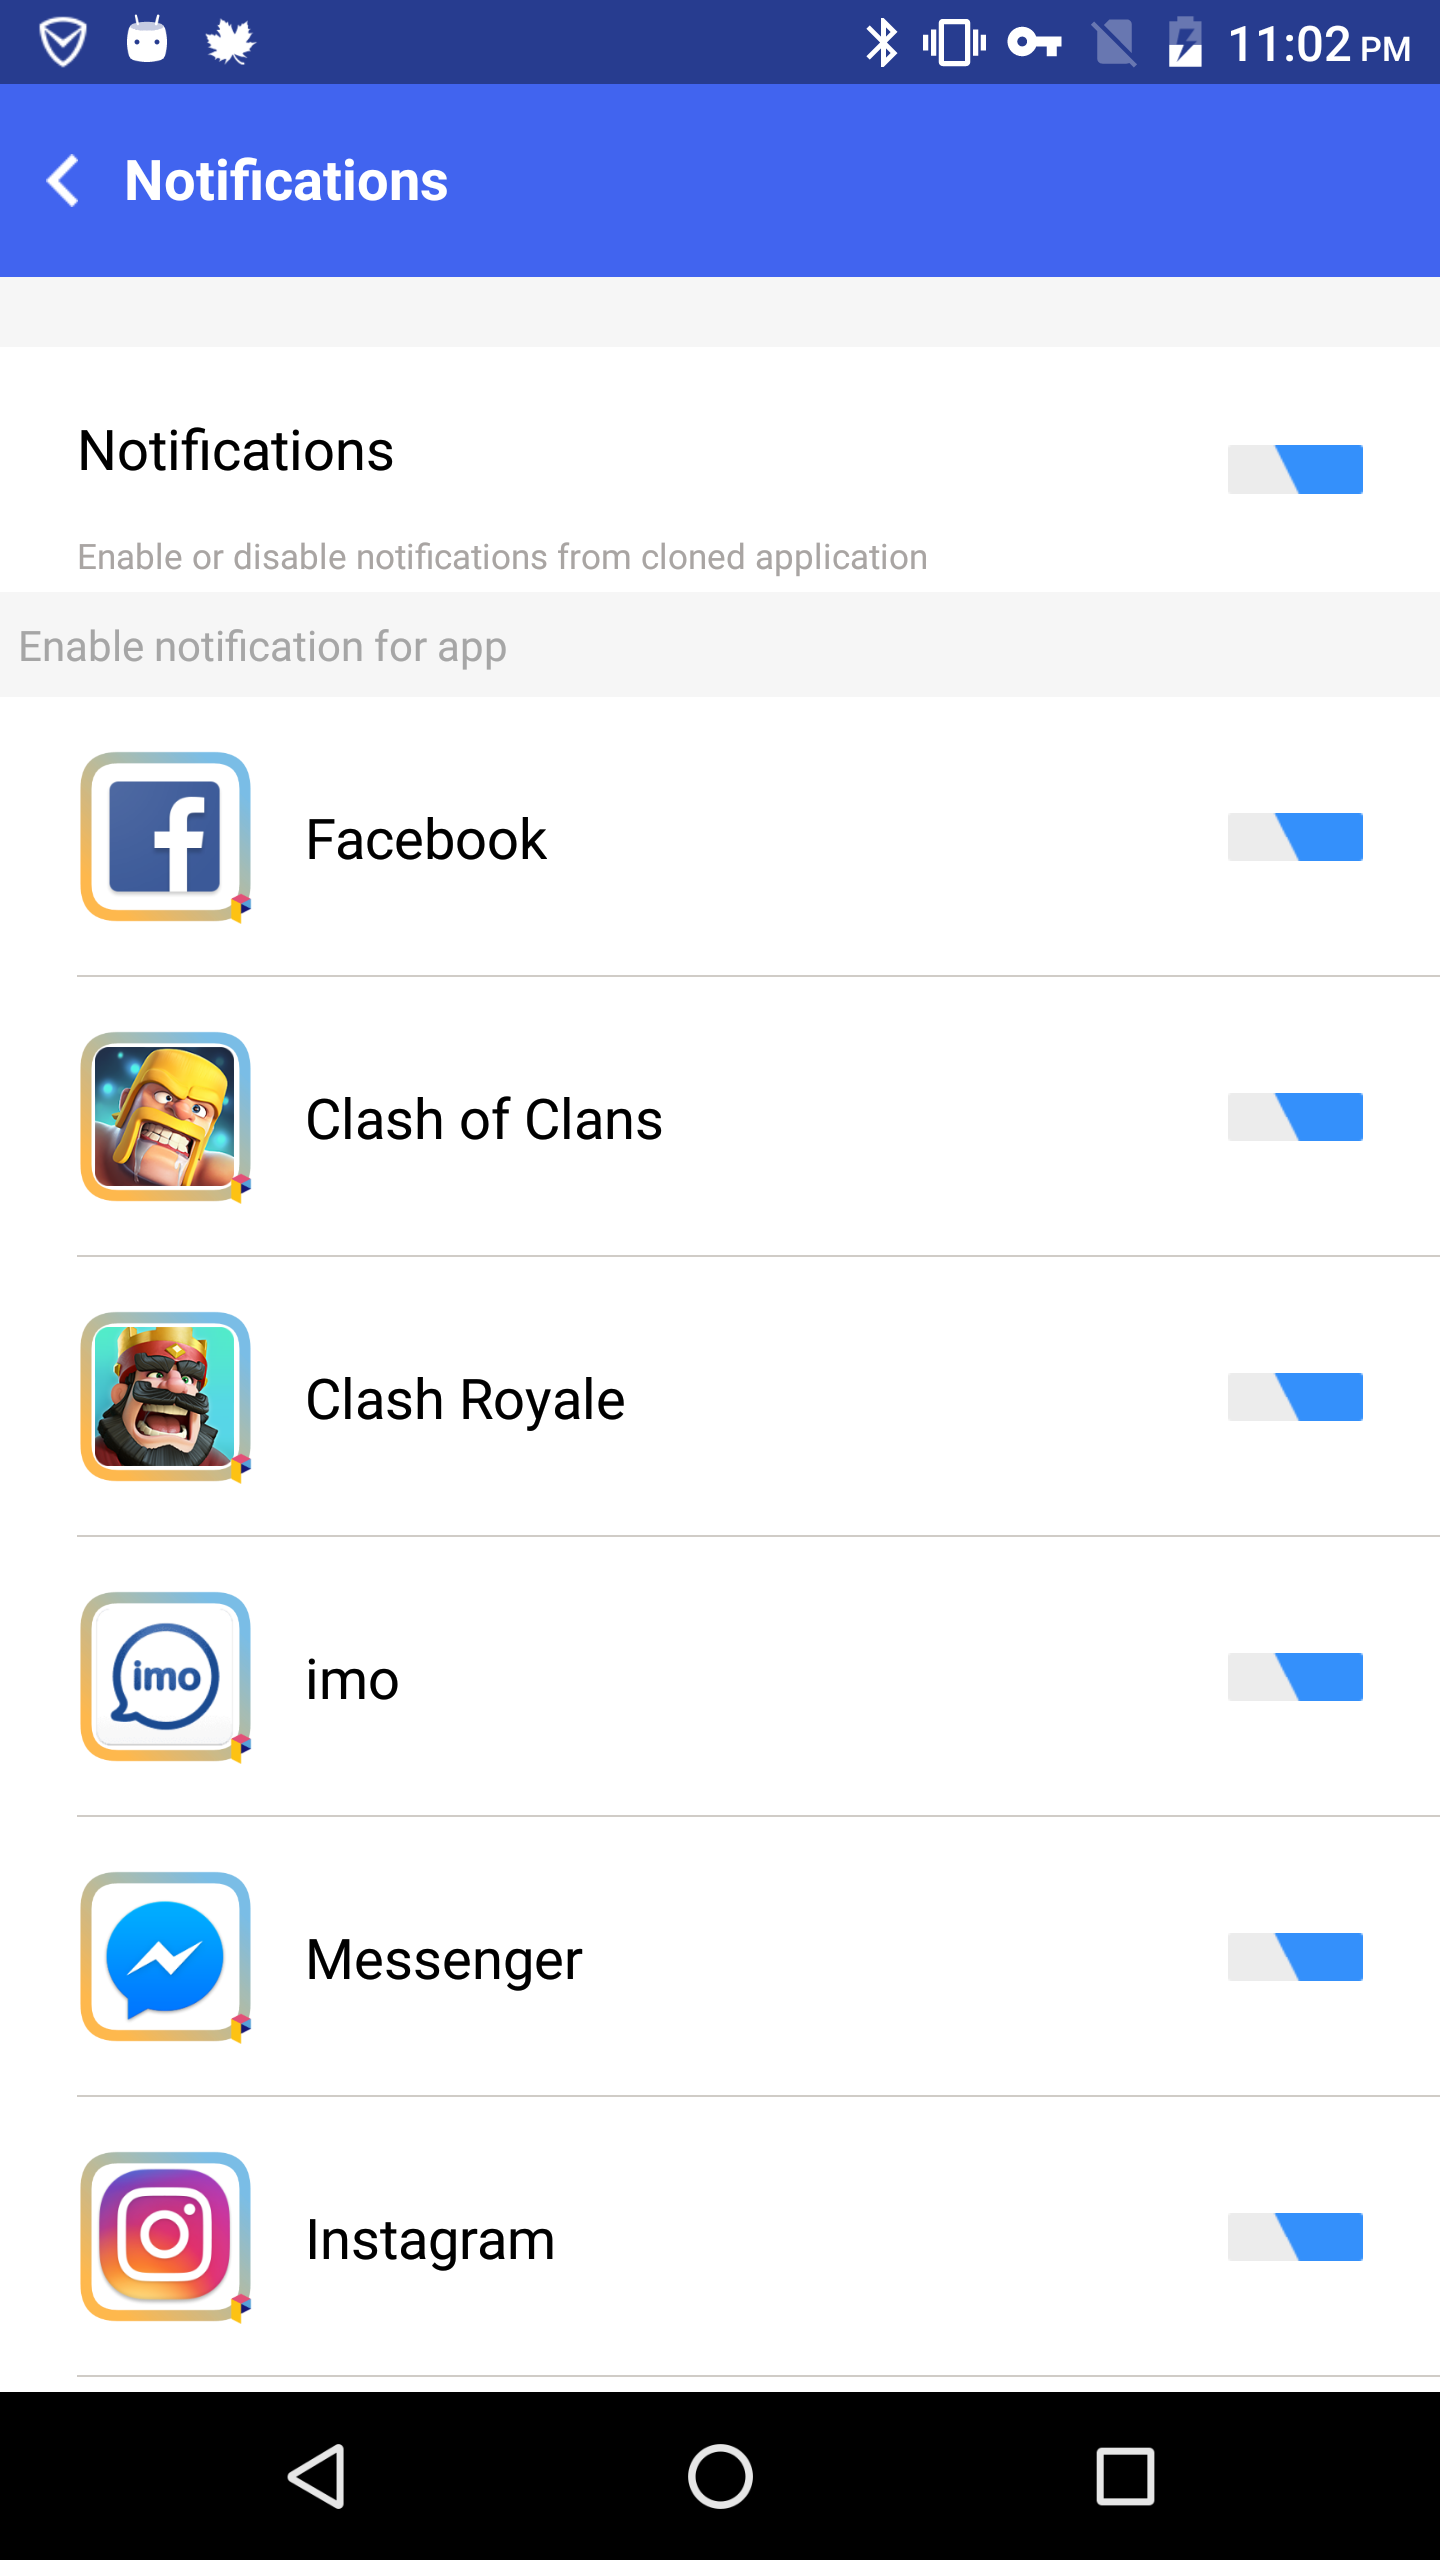 11:02 PM
Notifications
Notifications
Enable or disable notifications from cloned application
Enable notification for app
Facebook
Clash of Clans
Clash Royale
imo
imo
Messenger
Instagram